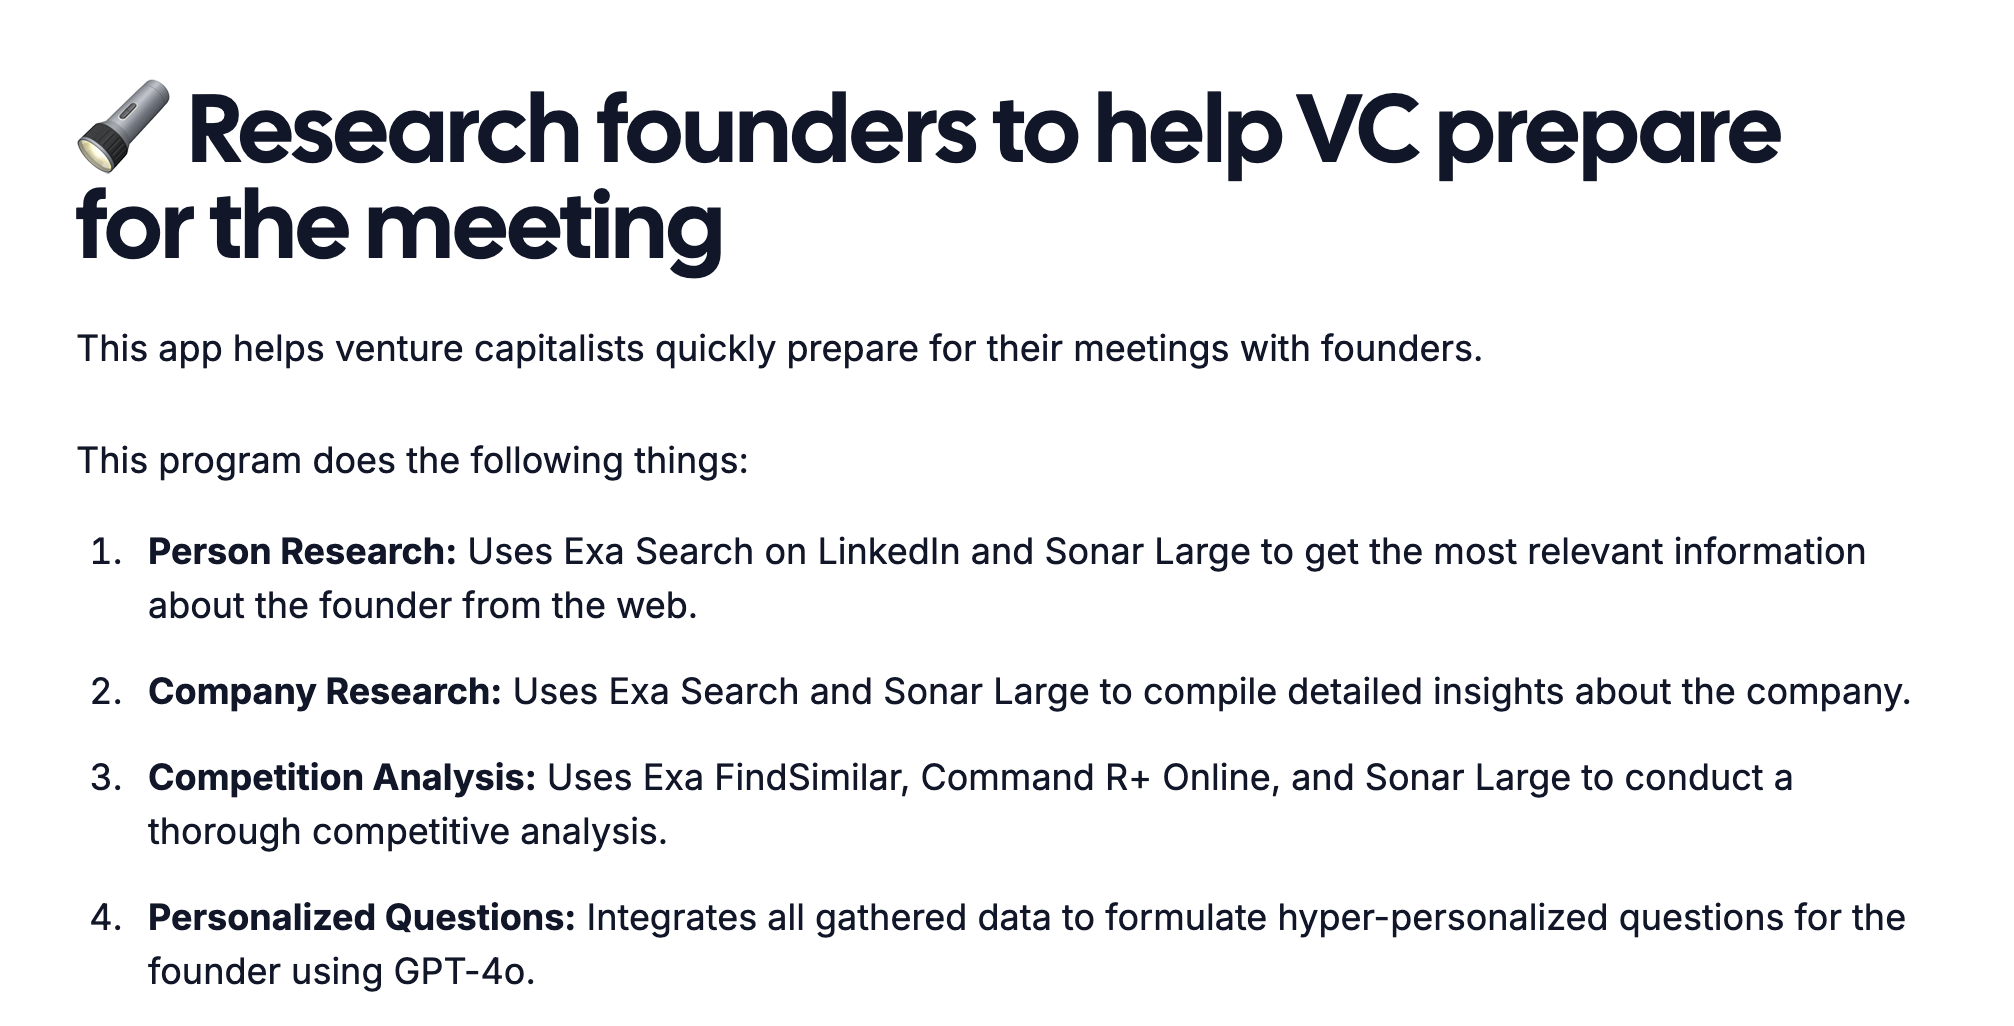 Research founders to help VC prepare
for the meeting
This app helps venture capitalists quickly prepare for their meetings with founders.
This program does the following things:
1. Person Research: Uses Exa Search on LinkedIn and Sonar Large to get the most relevant information
about the founder from the web.
2. Company Research: Uses Exa Search and Sonar Large to compile detailed insights about the company.
3. Competition Analysis: Uses Exa FindSimilar, Command R+ Online, and Sonar Large to conduct a
thorough competitive analysis.
4. Personalized Questions: Integrates all gathered data to formulate hyper-personalized questions for the
founder using GPT-4o.